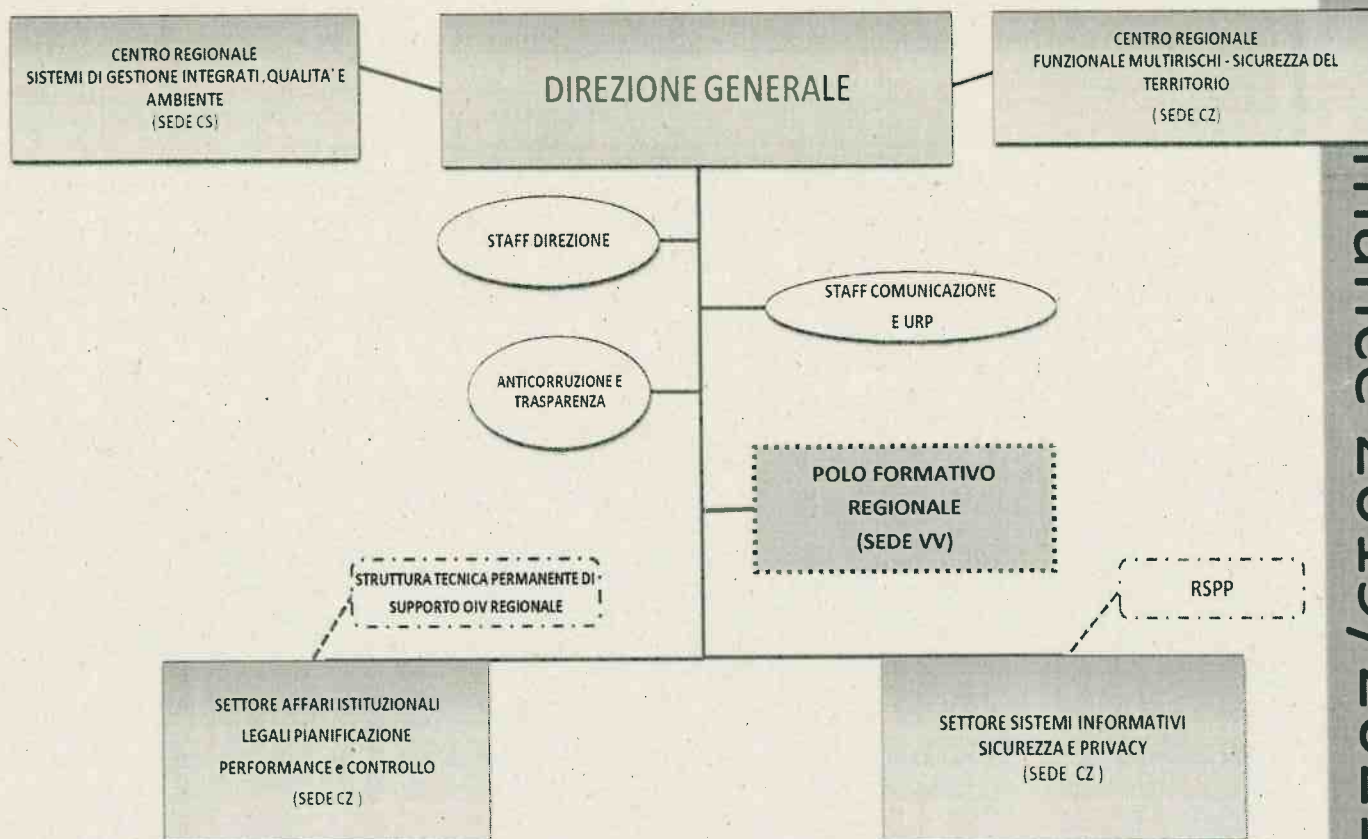 CENTRO REGIONALE
SISTEMI DI GESTIONE INTEGRATI.QUALITA' E
AMBIENTE
(SEDE CS)
DIREZIONE GENERALE
CENTRO REGIONALE
FUNZIONALE MULTIRISCHI - SICUREZZA DEL
TERRITORIO
(SEDE CZ)
STAFF DIREZIONE
STAFF COMUNICAZIONE
E URP
ANTICORRUZIONE E
TRASPARENZA
POLO FORMATIVO
REGIONALE
(SEDE VV)
STRUTTURA TECNICA PERMANENTE DI
SUPPORTO OIV REGIONALE
RSPP
SETTORE AFFARI ISTITUZIONALI
LEGALI PIANIFICAZIONE
PERFORMANCE e CONTROLLO
(SEDE CZ )
SETTORE SISTEMI INFORMATIVI
SICUREZZA E PRIVACY
(SEDE CZ )